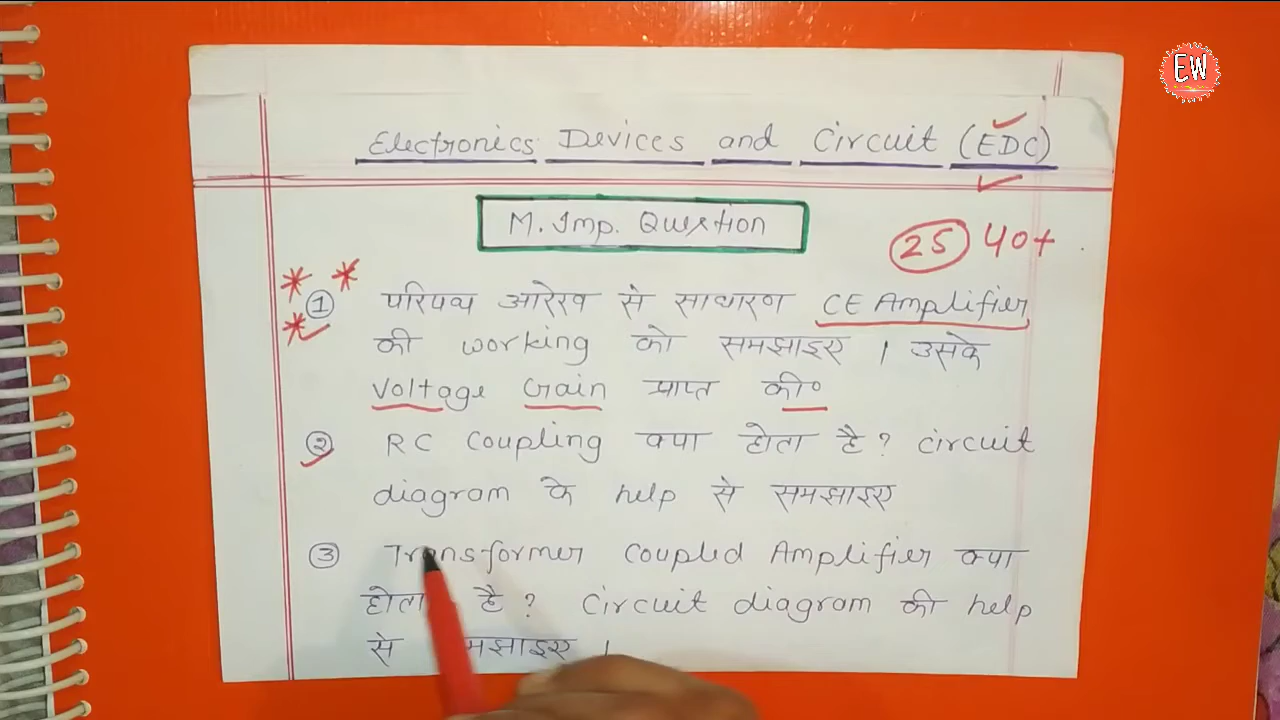 EW
Electronics Devices and Circuit (EDC)
M. Imp. Question
25 40+
① परिपथ आरेख से साधारण CE Amplifier
की working को समझाइए । उसके
Voltage Gain प्राप्त की॰
② RC Coupling क्या होता है? Circuit
diagram के help से समझाइए
③ Transformer Coupled Amplifier क्या
होता है? Circuit diagram की help
से समझाइए ।